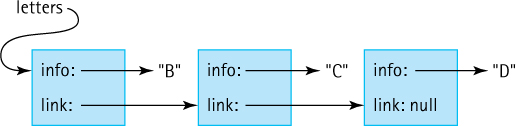 letters
info: "B" info: "C" info: "D"
link: link: link: null